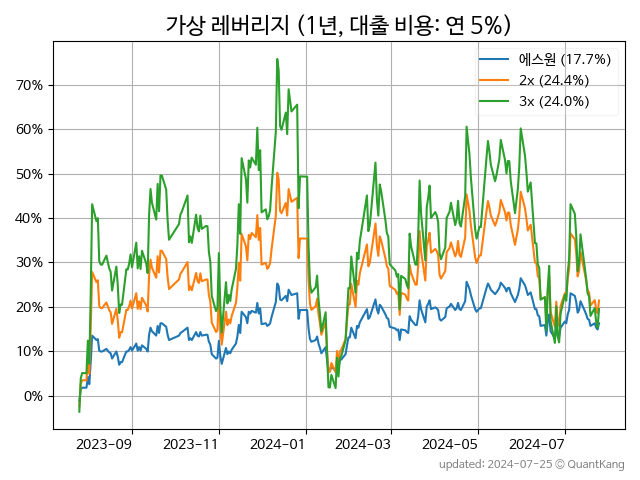 가상 레버리지 (1년, 대출 비용: 연 5%)
에스원 (17.7%)
2x (24.4%)
3x (24.0%)
70%
60%
50%
40%
30%
20%
10%
0%
2023-09
2023-11
2024-01
2024-03
2024-05
2024-07
updated: 2024-07-25 © QuantKang